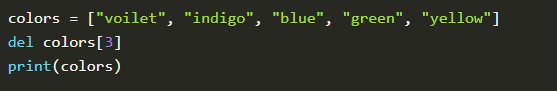 colors = ["voilet", "indigo", "blue", "green", "yellow"]
del colors[3]
print(colors)